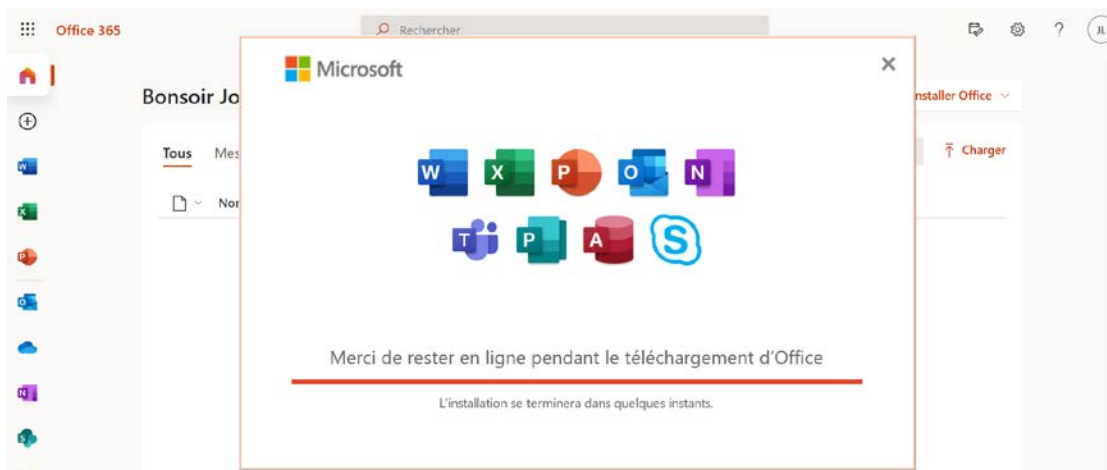 Office 365
Rechercher
JL
Microsoft
Bonsoir Jo
nstaller Office
Tous Mes
Charger
W X P O N
Nor
T P A S
Merci de rester en ligne pendant le téléchargement d'Office
L'installation se terminera dans quelques instants.